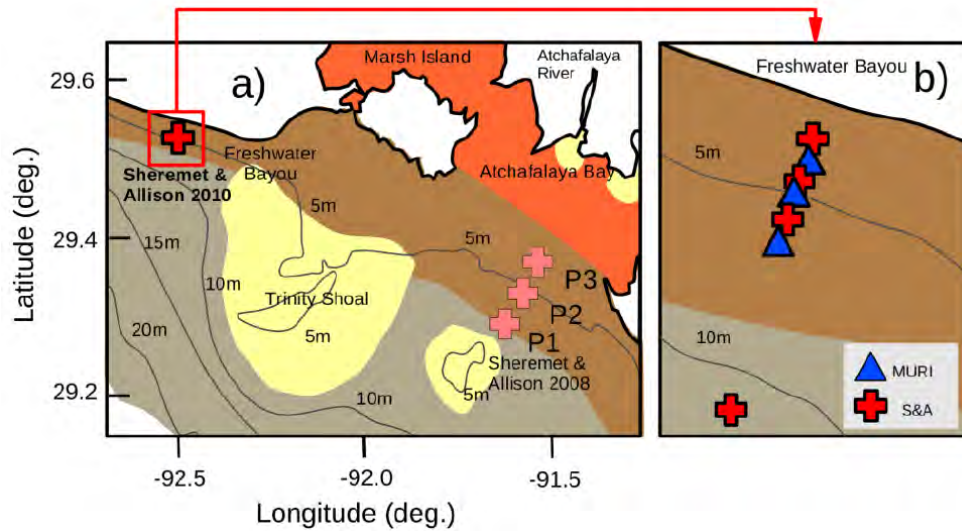 a)
Marsh Island
Atchafalaya
River
Freshwater
Bayou
Atchafalaya Bay
Sheremet &
Allison 2010
5m
5m
15m
10m
20m
Trinity Shoal
5m
P3
P2
P1
Sheremet &
Allison 2008
5m
10m
29.6
29.4
29.2
-92.5
-92.0
-91.5
Latitude (deg.)
Longitude (deg.)
b)
Freshwater Bayou
5m
10m
MURI
S&A